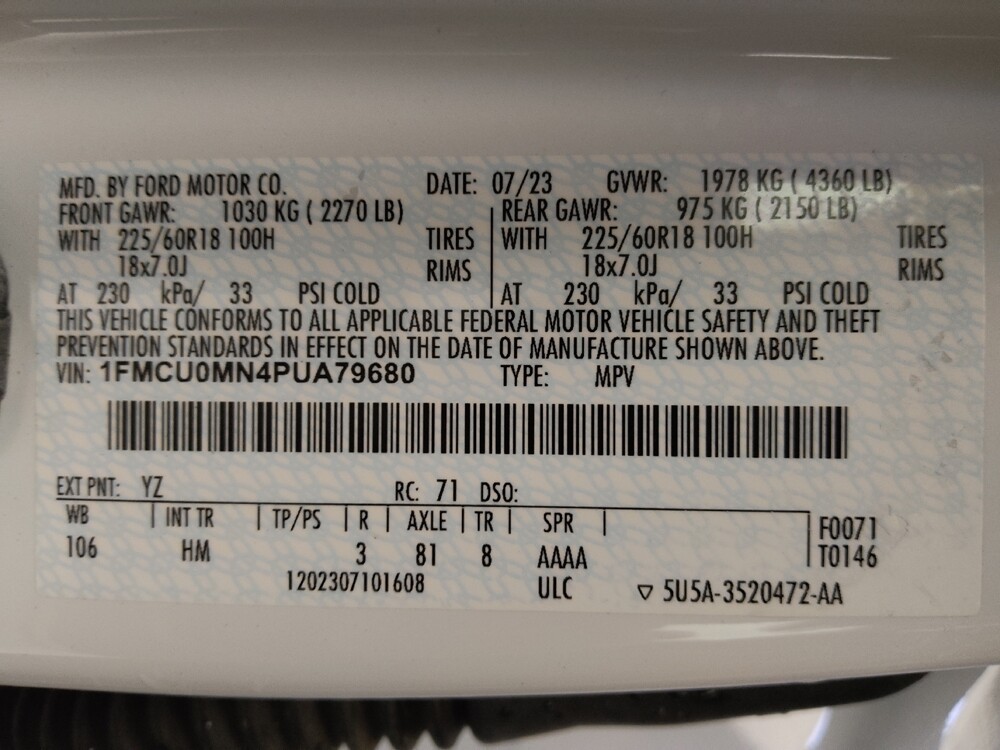 MFD. BY FORD MOTOR CO. DATE: 07/23 GVWR: 1978 KG ( 4360 LB)
FRONT GAWR: 1030 KG ( 2270 LB) REAR GAWR: 975 KG ( 2150 LB)
WITH 225/60R18 100H TIRES WITH 225/60R18 100H TIRES
18x7.0J RIMS 18x7.0J RIMS
AT 230 kPa/ 33 PSI COLD AT 230 kPa/ 33 PSI COLD
THIS VEHICLE CONFORMS TO ALL APPLICABLE FEDERAL MOTOR VEHICLE SAFETY AND THEFT
PREVENTION STANDARDS IN EFFECT ON THE DATE OF MANUFACTURE SHOWN ABOVE.
VIN: 1FMCU0MN4PUA79680 TYPE: MPV
EXT PNT: YZ RC: 71 DSO:
WB INT TR TP/PS R AXLE TR SPR F0071
106 HM 3 81 8 AAAA T0146
1202307101608 ULC ▽ 5U5A-3520472-AA